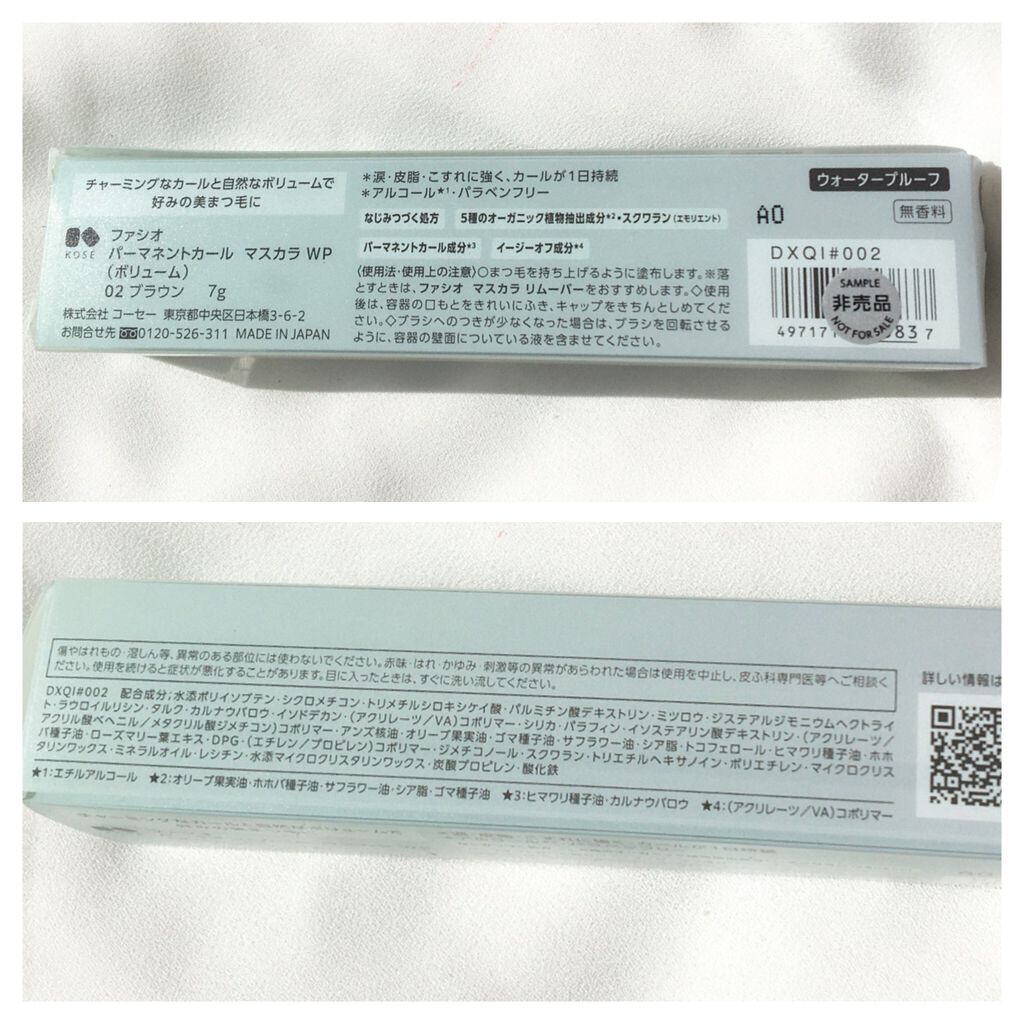 チャーミングなカールと自然なボリュームで
好みの美まつ毛に
KOSÉ
ファシオ
パーマネントカール マスカラ WP
(ボリューム)
02 ブラウン 7g
株式会社 コーセー 東京都中央区日本橋3-6-2
お問合せ先 0120-526-311 MADE IN JAPAN
*涙・皮脂・こすれに強く、カールが1日持続
*アルコール★1・パラベンフリー
なじみつづく処方 5種のオーガニック植物抽出成分★2・スクワラン(エモリエント)
パーマネントカール成分★3 イージーオフ成分★4
〈使用法・使用上の注意〉○まつ毛を持ち上げるように塗布します。※落
とすときは、ファシオ マスカラ リムーバーをおすすめします。◇使用
後は、容器の口もとをきれいにふき、キャップをきちんとしめてくだ
さい。◇ブラシへのつきが少なくなった場合は、ブラシを回転させる
ように、容器の壁面についている液を含ませてください。
ウォータープルーフ
AO
無香料
DXQI#002
SAMPLE
非売品
NOT FOR SALE
497171 83 7
傷やはれもの・湿しん等、異常のある部位には使わないでください。赤味・はれ・かゆみ・刺激等の異常があらわれた場合は使用を中止し、皮ふ科専門医等へご相談く
ださい。使用を続けると症状が悪化することがあります。目に入ったときは、すぐに洗い流してください。
DXQI#002 配合成分;水添ポリイソブテン・シクロメチコン・トリメチルシロキシケイ酸・パルミチン酸デキストリン・ミツロウ・ジステアルジモニウムヘクトライ
ト・ラウロイルリシン・タルク・カルナウバロウ・イソドデカン・(アクリレーツ/VA)コポリマー・シリカ・パラフィン・イソステアリン酸デキストリン・(アクリレーツ/
アクリル酸ベヘニル/メタクリル酸ジメチコン)コポリマー・アンズ核油・オリーブ果実油・ゴマ種子油・サフラワー油・シア脂・トコフェロール・ヒマワリ種子油・ホホ
バ種子油・ローズマリー葉エキス・DPG・(エチレン/プロピレン)コポリマー・ジメチコノール・スクワラン・トリエチルヘキサノイン・ポリエチレン・マイクロクリス
タリンワックス・ミネラルオイル・レシチン・水添マイクロクリスタリンワックス・炭酸プロピレン・酸化鉄
★1:エチルアルコール ★2:オリーブ果実油・ホホバ種子油・サフラワー油・シア脂・ゴマ種子油 ★3:ヒマワリ種子油・カルナウバロウ ★4:(アクリレーツ/VA)コポリマー
詳しい情報は